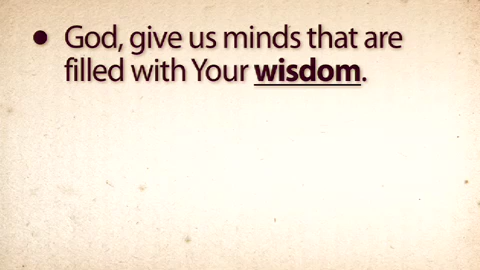 • God, give us minds that are
filled with Your wisdom.